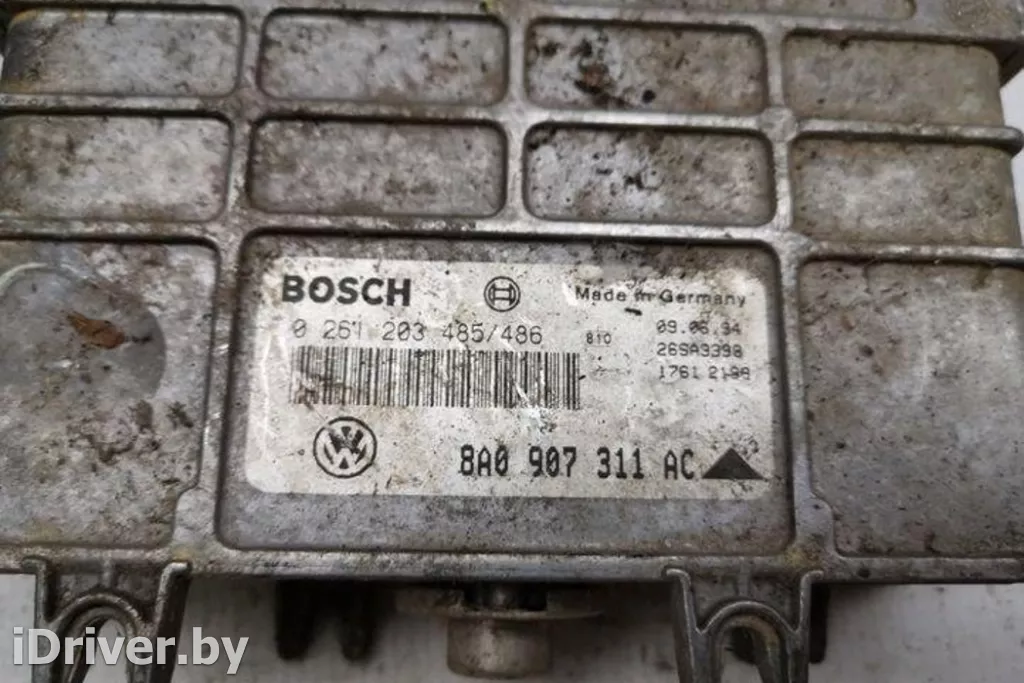 BOSCH
Made in Germany
0 261 203 485/486
810
09.06.94
26SA3398
1761 2198
8A0 907 311 AC
iDriver.by